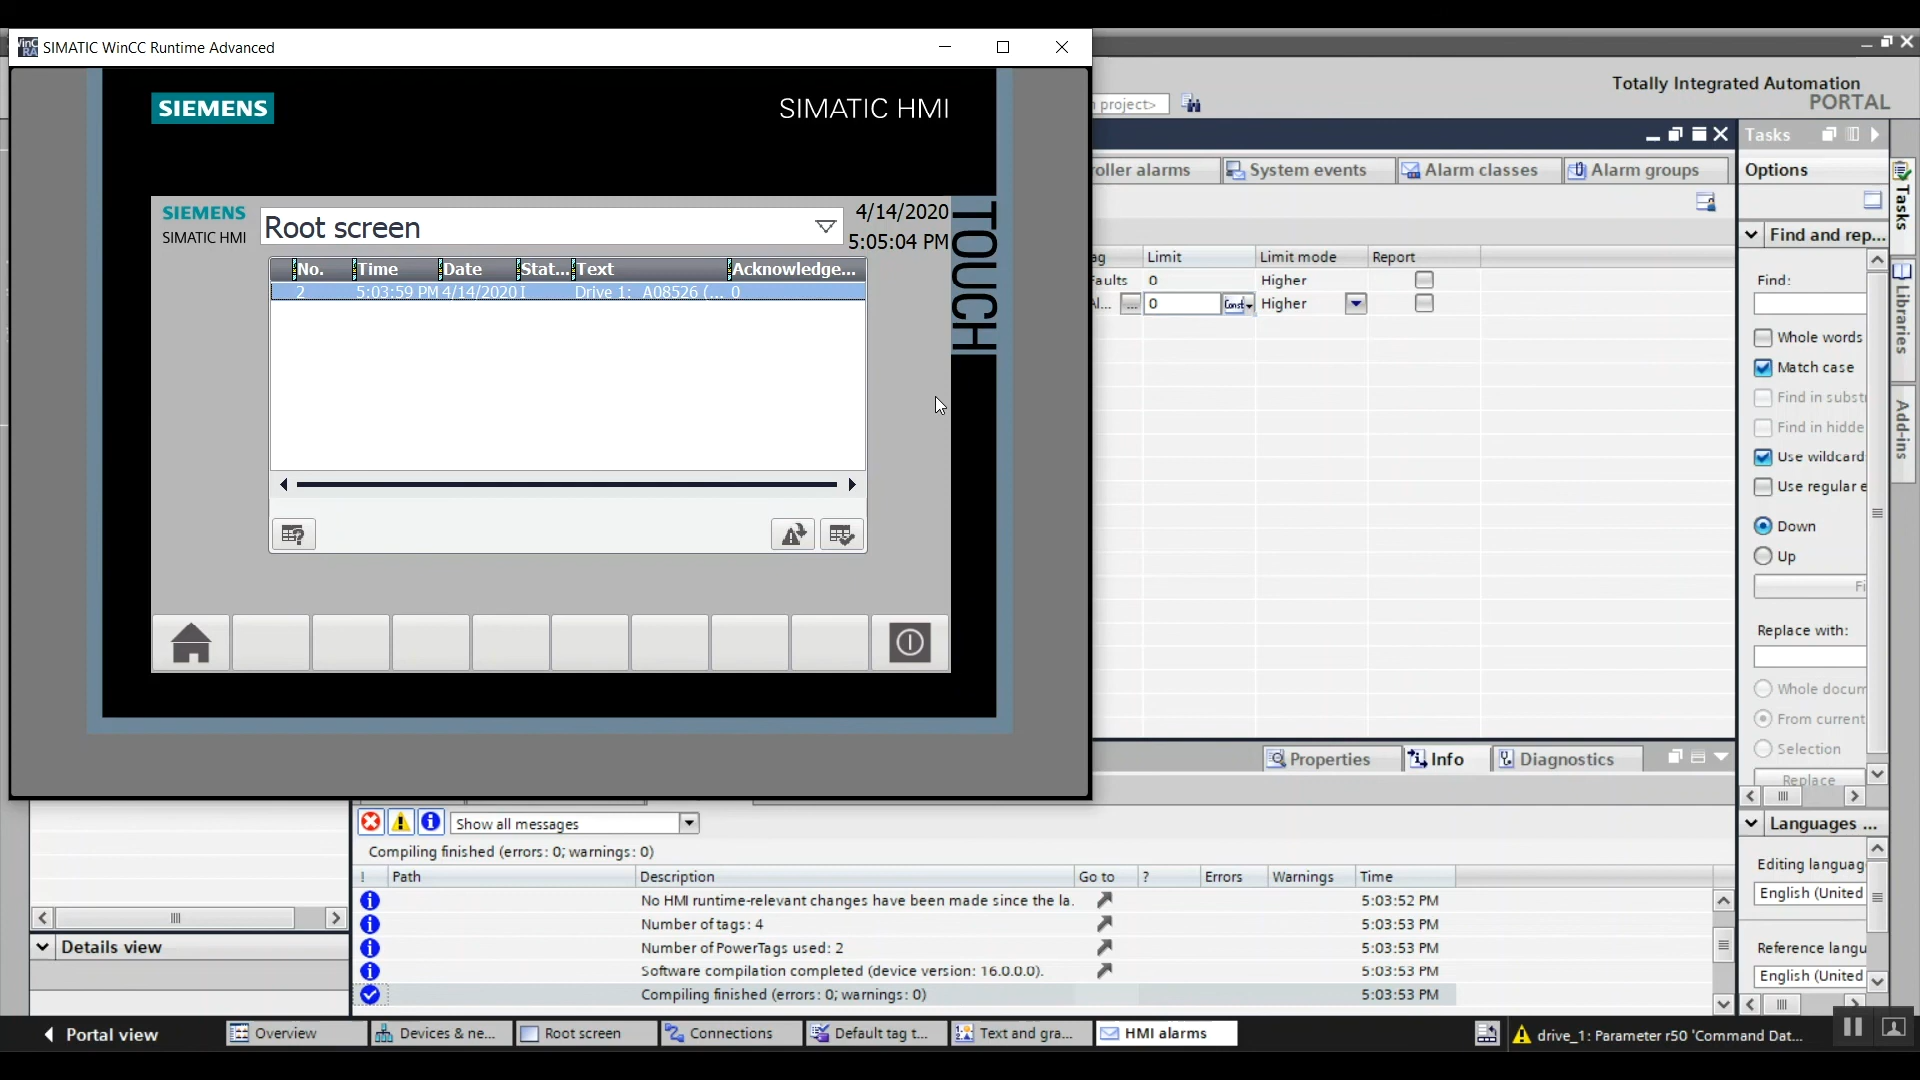 SIMATIC WinCC Runtime Advanced
SIEMENS
SIMATIC HMI
SIEMENS
SIMATIC HMI
Root screen
4/14/2020
5:05:04 PM
TOUCH
No. Time Date Stat... Text Acknowledge...
2 5:03:59 PM 4/14/2020 I Drive 1: A08526 (... 0
Totally Integrated Automation
PORTAL
project>
oller alarms System events Alarm classes Alarm groups
ag Limit Limit mode Report
Faults 0 Higher
Al... ... 0 Const Higher
Properties Info Diagnostics
Tasks
Options
Find and rep...
Find:
Whole words
Match case
Find in subst
Find in hidde
Use wildcard
Use regular e
Down
Up
Fi
Replace with:
Whole docum
From current
Selection
Replace
Languages ...
Editing languag
English (United
Reference langu
English (United
Tasks
Libraries
Add-ins
Show all messages
Compiling finished (errors: 0; warnings: 0)
! Path Description Go to ? Errors Warnings Time
No HMI runtime-relevant changes have been made since the la. 5:03:52 PM
Number of tags: 4 5:03:53 PM
Number of PowerTags used: 2 5:03:53 PM
Software compilation completed (device version: 16.0.0.0). 5:03:53 PM
Compiling finished (errors: 0; warnings: 0) 5:03:53 PM
Details view
Portal view Overview Devices & ne... Root screen Connections Default tag t... Text and gra... HMI alarms
drive_1: Parameter r50 'Command Dat...